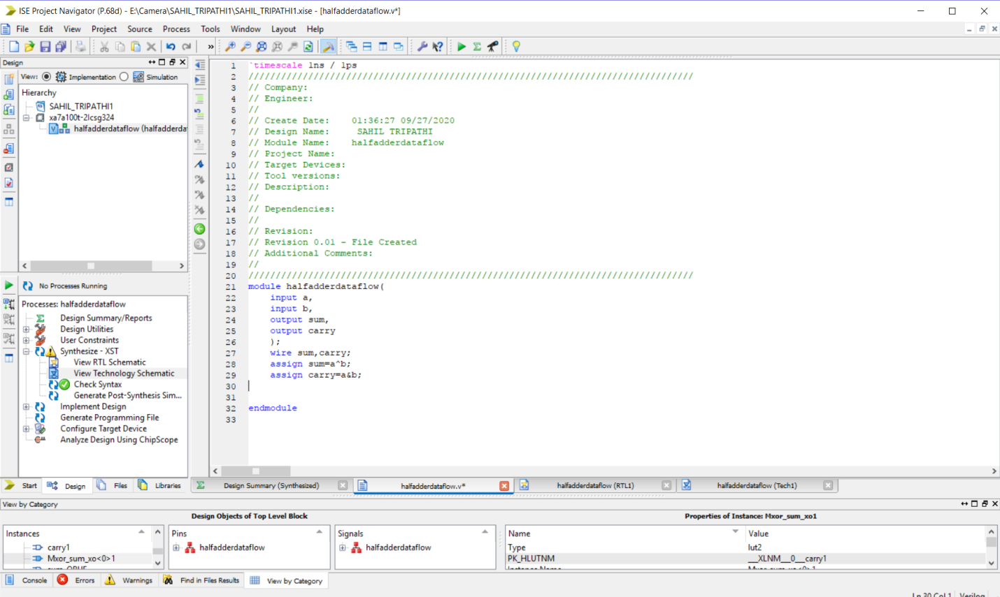 ISE Project Navigator (P.68d) - E:\Camera\SAHIL_TRIPATHI1\SAHIL_TRIPATHI1.xise - [halfadderdataflow.v*]
File Edit View Project Source Process Tools Window Layout Help
»
Design
View: Implementation Simulation
Hierarchy
SAHIL_TRIPATHI1
xa7a100t-2Icsg324
halfadderdataflow (halfadderda
No Processes Running
Processes: halfadderdataflow
Design Summary/Reports
Design Utilities
User Constraints
Synthesize - XST
View RTL Schematic
View Technology Schematic
Check Syntax
Generate Post-Synthesis Sim...
Implement Design
Generate Programming File
Configure Target Device
Analyze Design Using ChipScope
Start Design Files Libraries
1 `timescale 1ns / 1ps
2 //////////////////////////////////////////////////////////////////////////////////
3 // Company:
4 // Engineer:
5 //
6 // Create Date: 01:36:27 09/27/2020
7 // Design Name: SAHIL TRIPATHI
8 // Module Name: halfadderdataflow
9 // Project Name:
10 // Target Devices:
11 // Tool versions:
12 // Description:
13 //
14 // Dependencies:
15 //
16 // Revision:
17 // Revision 0.01 - File Created
18 // Additional Comments:
19 //
20 //////////////////////////////////////////////////////////////////////////////////
21 module halfadderdataflow(
22 input a,
23 input b,
24 output sum,
25 output carry
26 );
27 wire sum,carry;
28 assign sum=a^b;
29 assign carry=a&b;
30
31
32 endmodule
33
Design Summary (Synthesized) halfadderdataflow.v* halfadderdataflow (RTL1) halfadderdataflow (Tech1)
View by Category
Design Objects of Top Level Block
Properties of Instance: Mxor_sum_xo1
Instances
carry1
Mxor_sum_xo<0>1
Pins
halfadderdataflow
Signals
halfadderdataflow
Name Value
Type lut2
PK_HLUTNM ___XLNM___0___carry1
Console Errors Warnings Find in Files Results View by Category
Ln 30 Col 1 Verilog